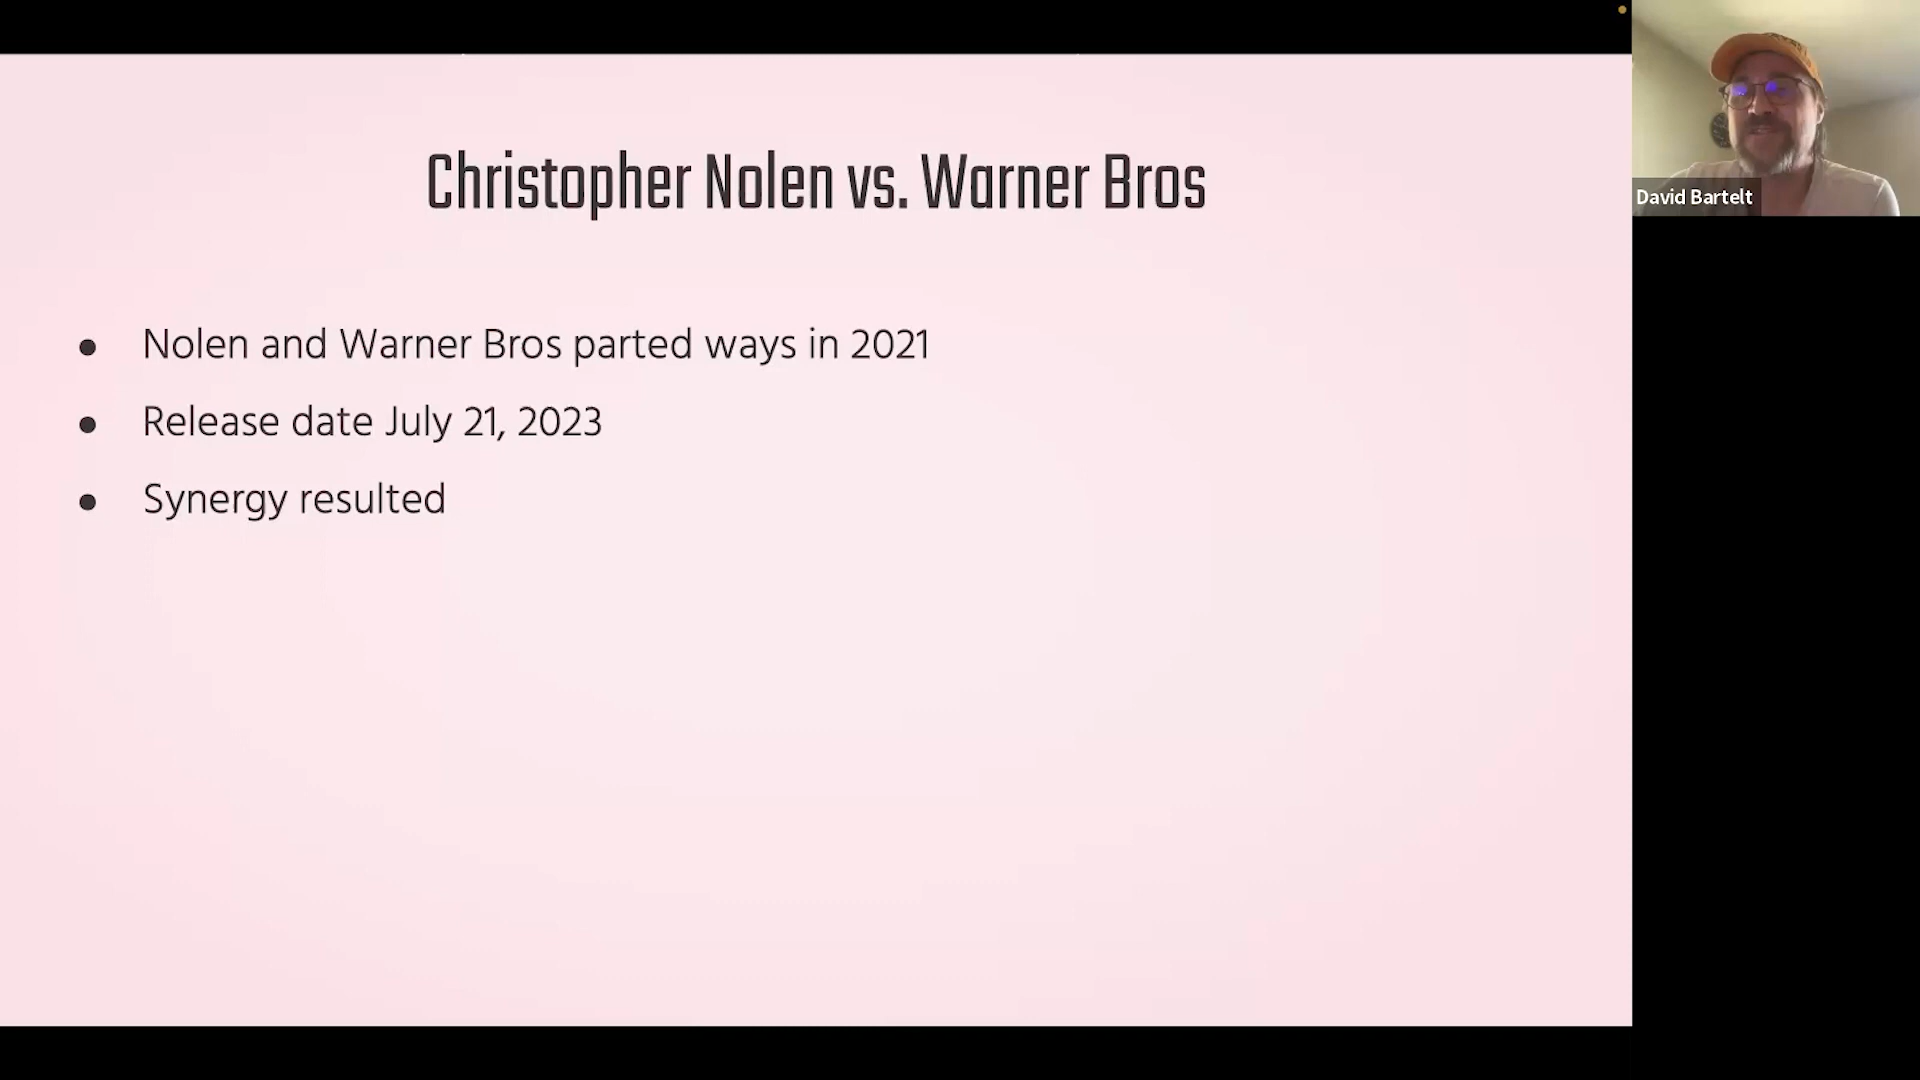 Christopher Nolen vs. Warner Bros
Nolen and Warner Bros parted ways in 2021
Release date July 21, 2023
Synergy resulted
David Bartelt